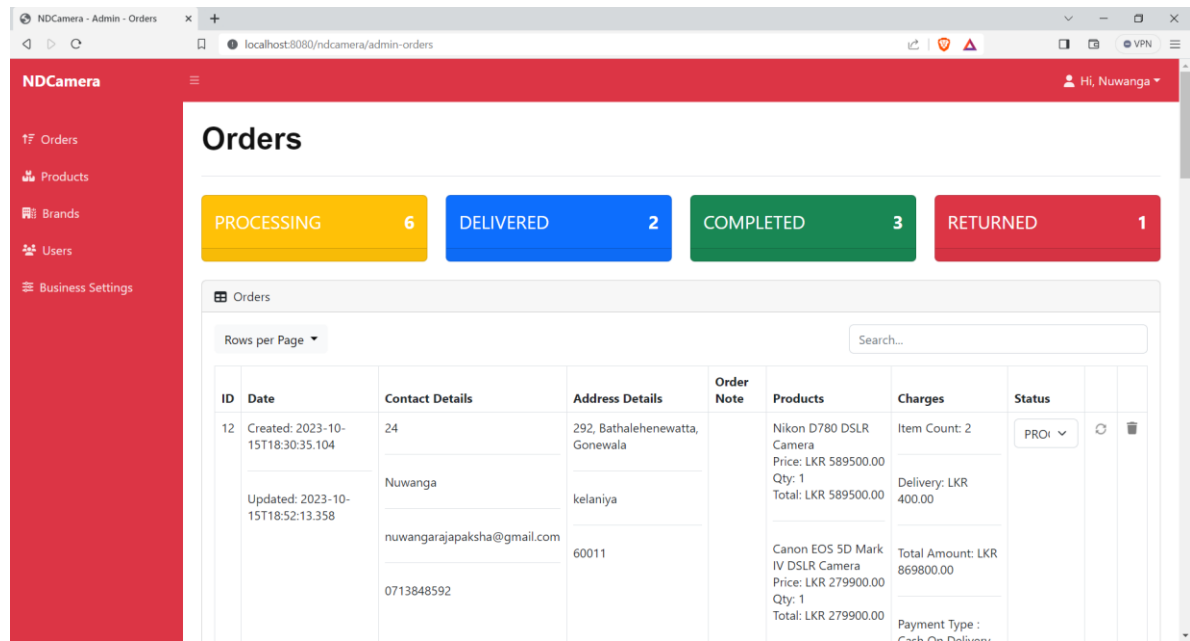 NDCamera - Admin - Orders
localhost:8080/ndcamera/admin-orders
VPN
NDCamera
Hi, Nuwanga
Orders
Products
Brands
Users
Business Settings
Orders
PROCESSING 6
DELIVERED 2
COMPLETED 3
RETURNED 1
Orders
Rows per Page
Search...
ID
Date
Contact Details
Address Details
Order
Note
Products
Charges
Status
12
Created: 2023-10-
15T18:30:35.104
Updated: 2023-10-
15T18:52:13.358
24
Nuwanga
nuwangarajapaksha@gmail.com
0713848592
292, Bathalehenewatta,
Gonewala
kelaniya
60011
Nikon D780 DSLR
Camera
Price: LKR 589500.00
Qty: 1
Total: LKR 589500.00
Canon EOS 5D Mark
IV DSLR Camera
Price: LKR 279900.00
Qty: 1
Total: LKR 279900.00
Item Count: 2
Delivery: LKR
400.00
Total Amount: LKR
869800.00
Payment Type :
Cash On Delivery